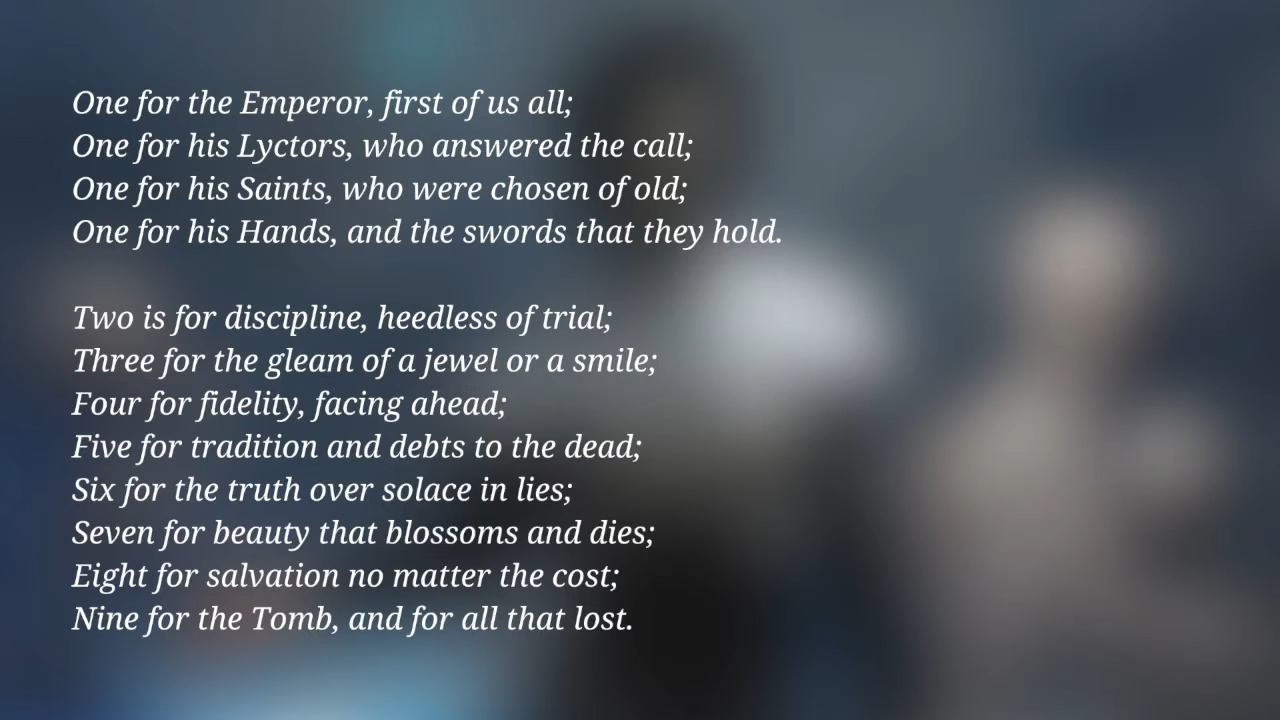 One for the Emperor, first of us all;
One for his Lyctors, who answered the call;
One for his Saints, who were chosen of old;
One for his Hands, and the swords that they hold.
Two is for discipline, heedless of trial;
Three for the gleam of a jewel or a smile;
Four for fidelity, facing ahead;
Five for tradition and debts to the dead;
Six for the truth over solace in lies;
Seven for beauty that blossoms and dies;
Eight for salvation no matter the cost;
Nine for the Tomb, and for all that lost.